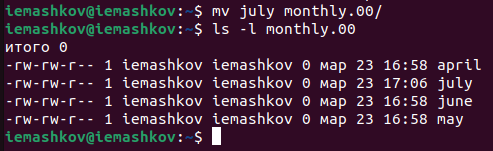 iemashkov@iemashkov:~$ mv july monthly.00/
iemashkov@iemashkov:~$ ls -l monthly.00
итого 0
-rw-rw-r-- 1 iemashkov iemashkov 0 мар 23 16:58 april
-rw-rw-r-- 1 iemashkov iemashkov 0 мар 23 17:06 july
-rw-rw-r-- 1 iemashkov iemashkov 0 мар 23 16:58 june
-rw-rw-r-- 1 iemashkov iemashkov 0 мар 23 16:58 may
iemashkov@iemashkov:~$